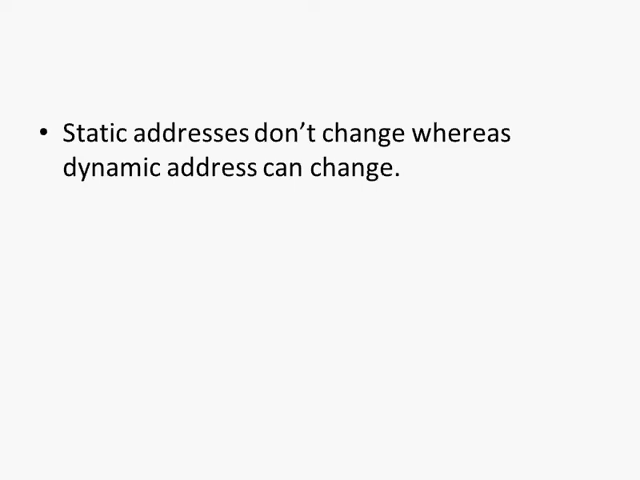 • Static addresses don’t change whereas
dynamic address can change.